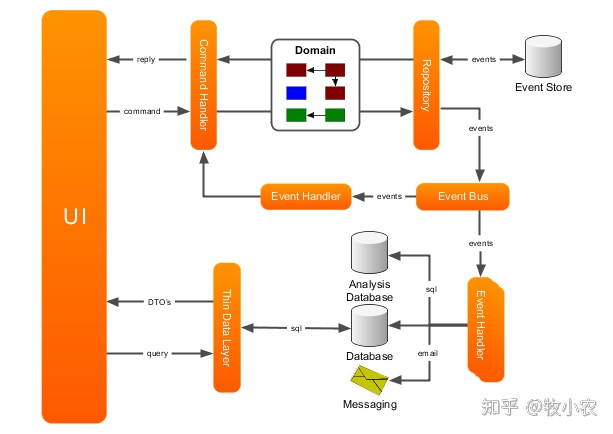 UI
reply
command
Command Handler
Domain
Repository
events
Event Store
events
Event Handler
events
Event Bus
events
Analysis
Database
sql
Event Handler
DTO's
query
Thin Data Layer
sql
Database
email
Messaging
知乎 @牧小农